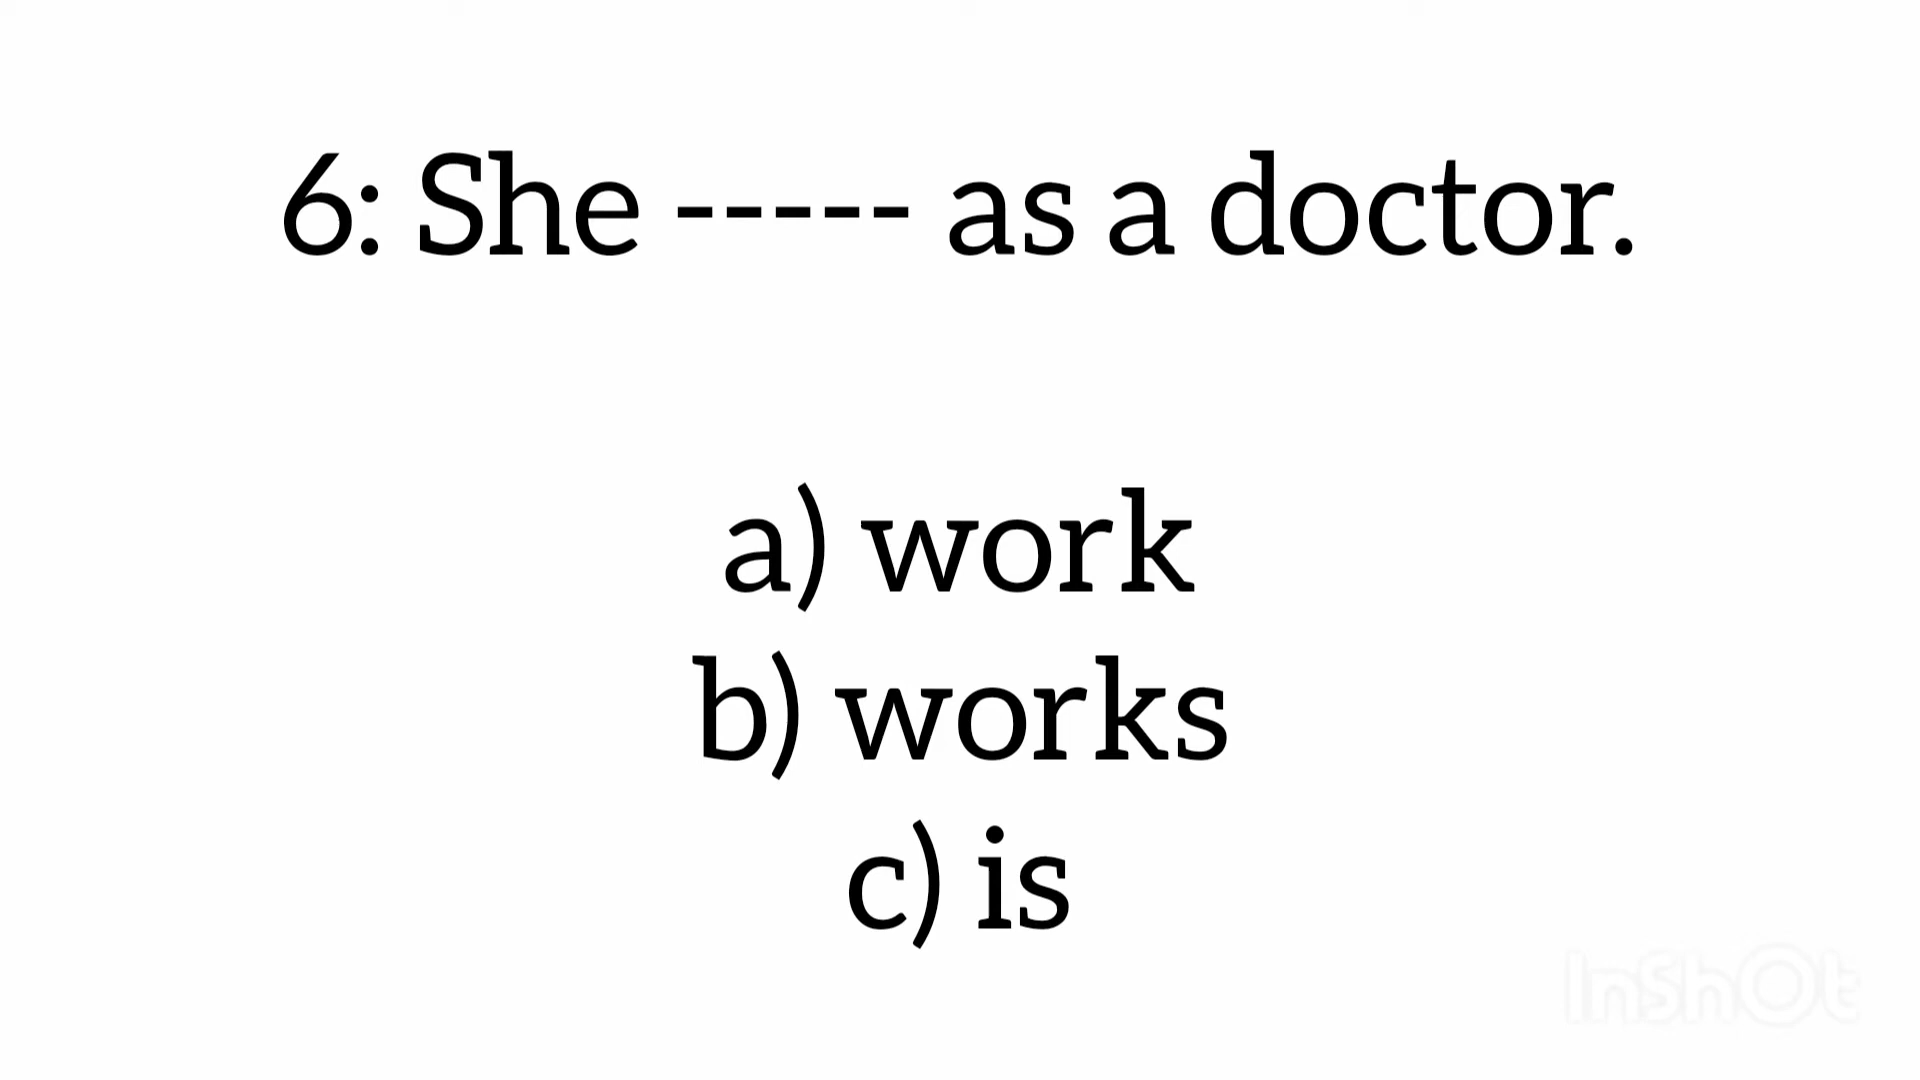 6: She ----- as a doctor.
a) work
b) works
c) is
InShOt